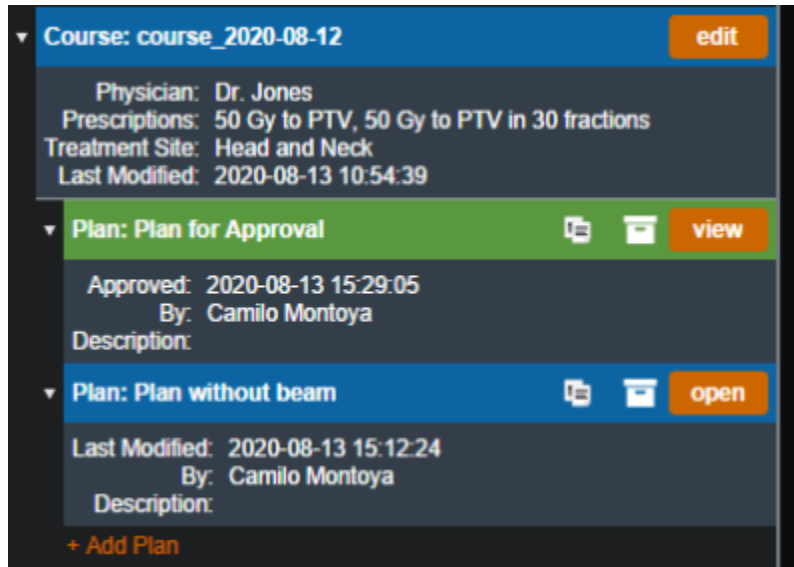 Course: course_2020-08-12 edit
Physician: Dr. Jones
Prescriptions: 50 Gy to PTV, 50 Gy to PTV in 30 fractions
Treatment Site: Head and Neck
Last Modified: 2020-08-13 10:54:39
Plan: Plan for Approval view
Approved: 2020-08-13 15:29:05
By: Camilo Montoya
Description:
Plan: Plan without beam open
Last Modified: 2020-08-13 15:12:24
By: Camilo Montoya
Description:
+ Add Plan